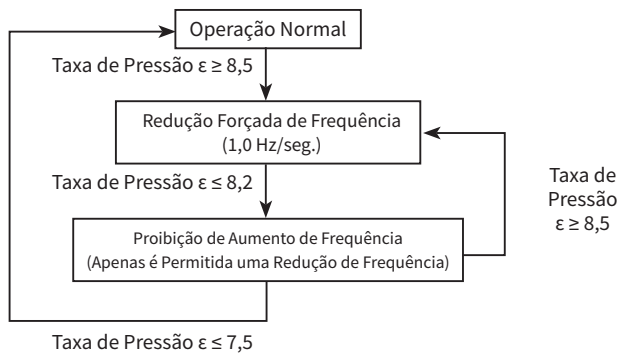 Operação Normal
Taxa de Pressão ε ≥ 8,5
Redução Forçada de Frequência
(1,0 Hz/seg.)
Taxa de Pressão ε ≤ 8,2
Taxa de
Pressão
ε ≥ 8,5
Proibição de Aumento de Frequência
(Apenas é Permitida uma Redução de Frequência)
Taxa de Pressão ε ≤ 7,5